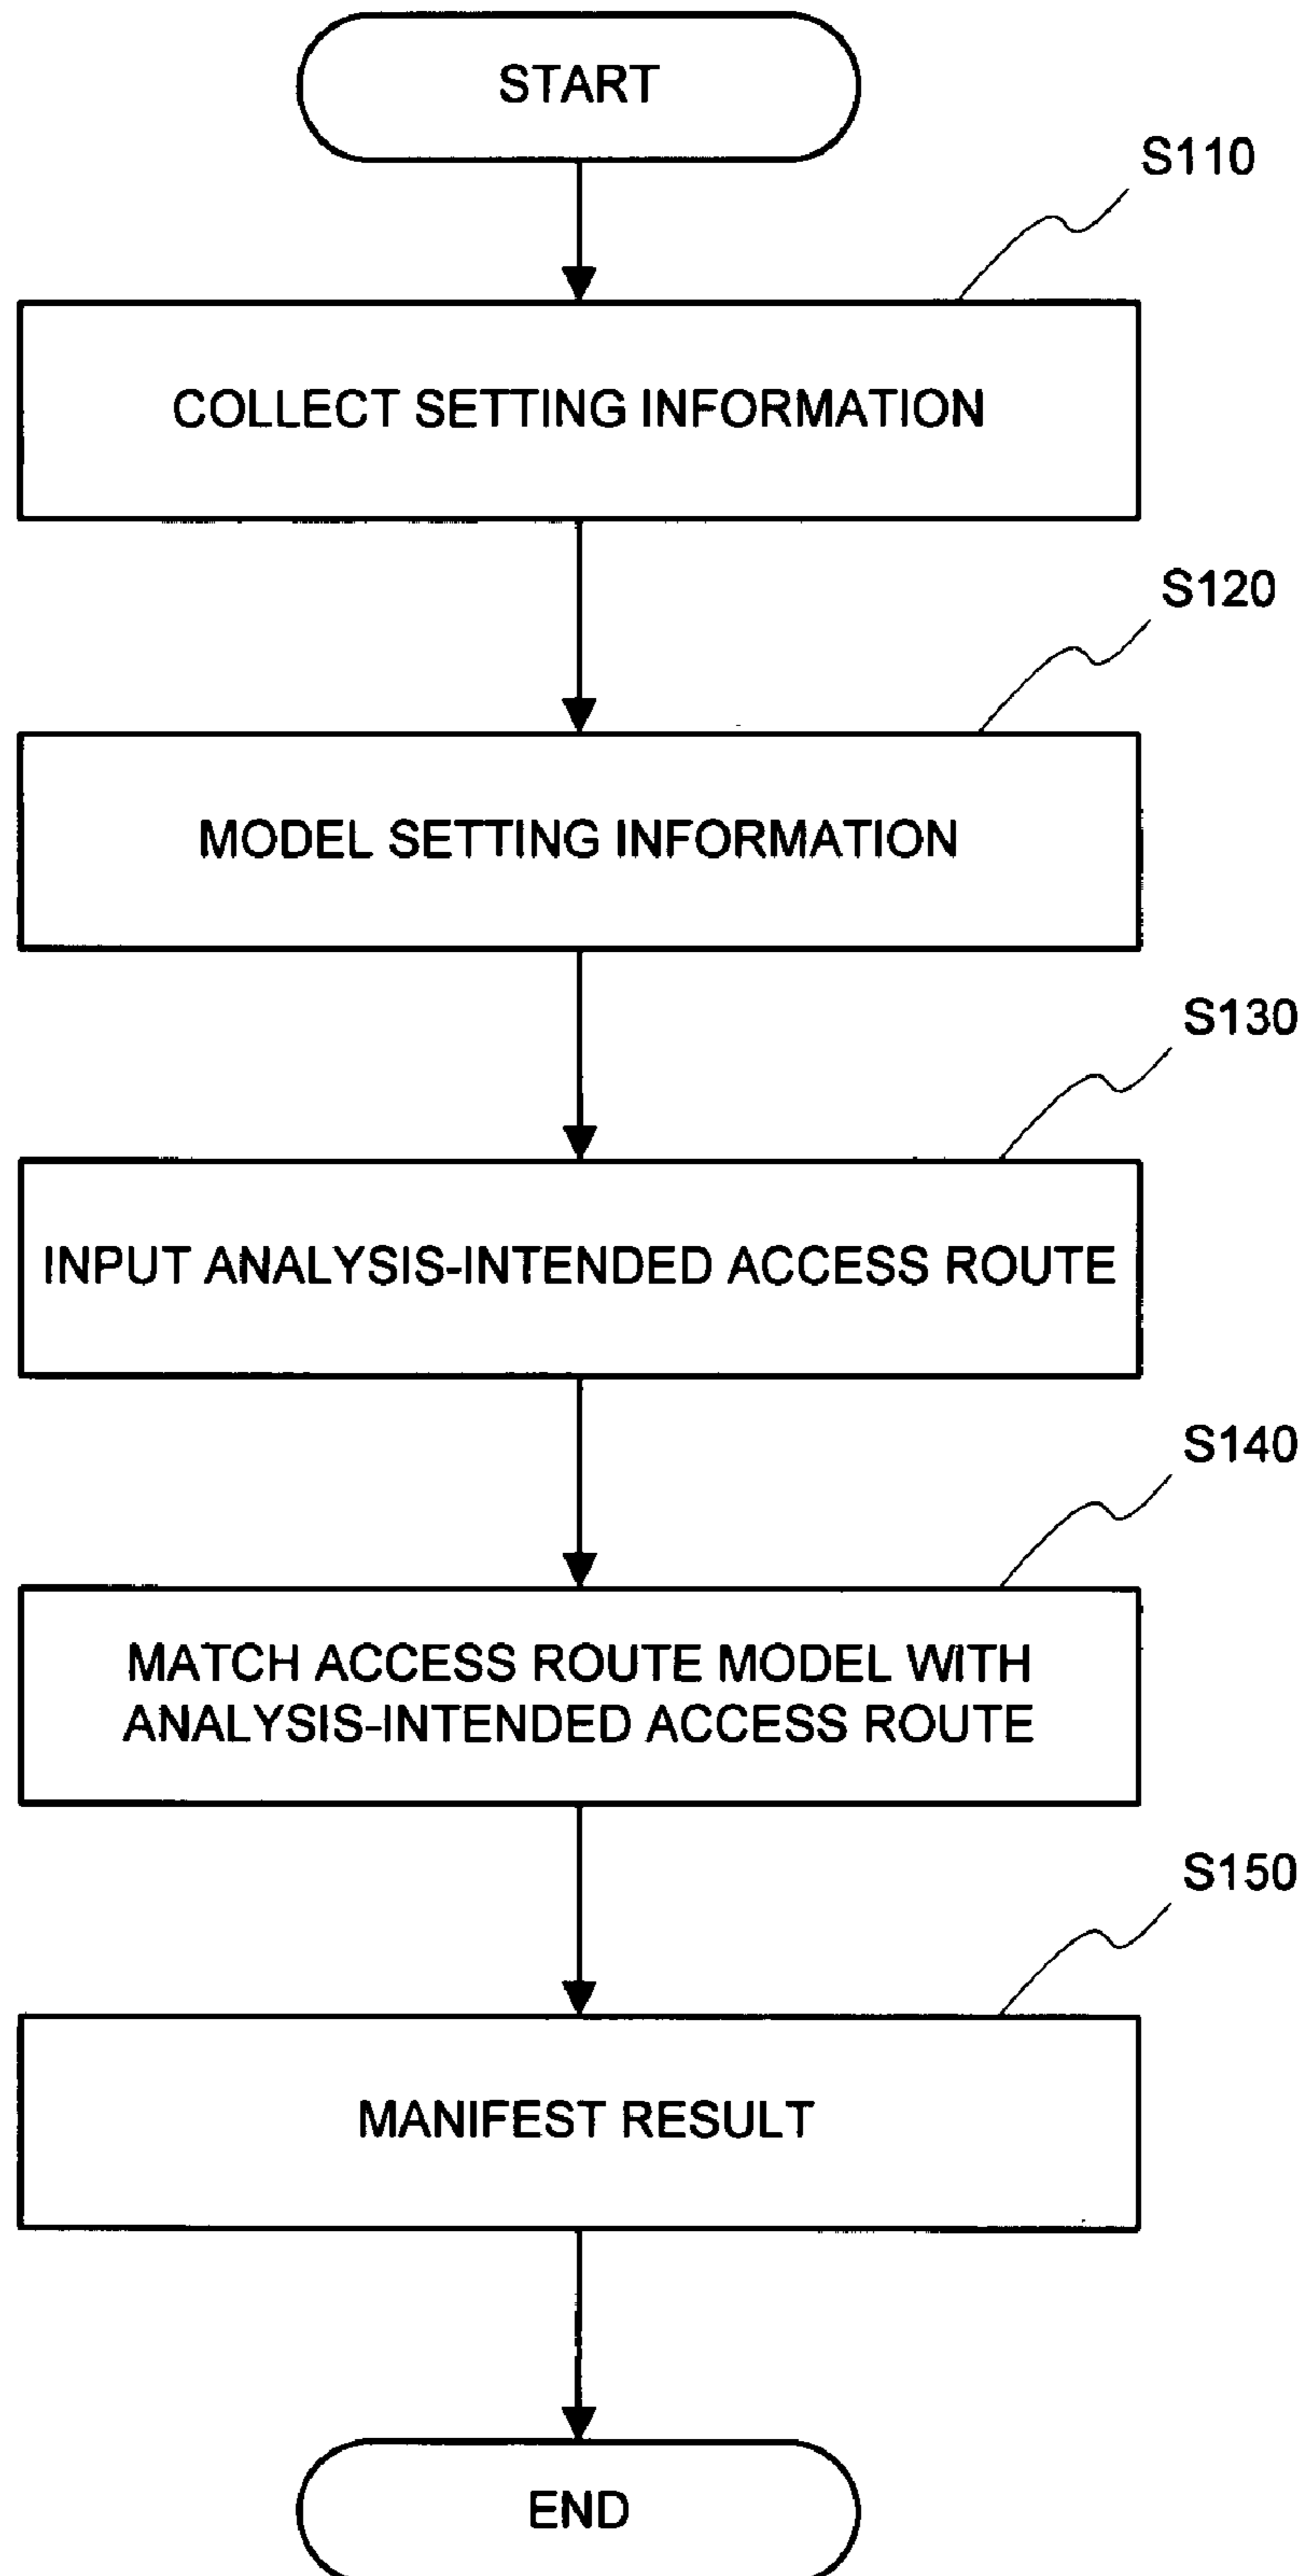 START
S110
COLLECT SETTING INFORMATION
S120
MODEL SETTING INFORMATION
S130
INPUT ANALYSIS-INTENDED ACCESS ROUTE
S140
MATCH ACCESS ROUTE MODEL WITH
ANALYSIS-INTENDED ACCESS ROUTE
S150
MANIFEST RESULT
END